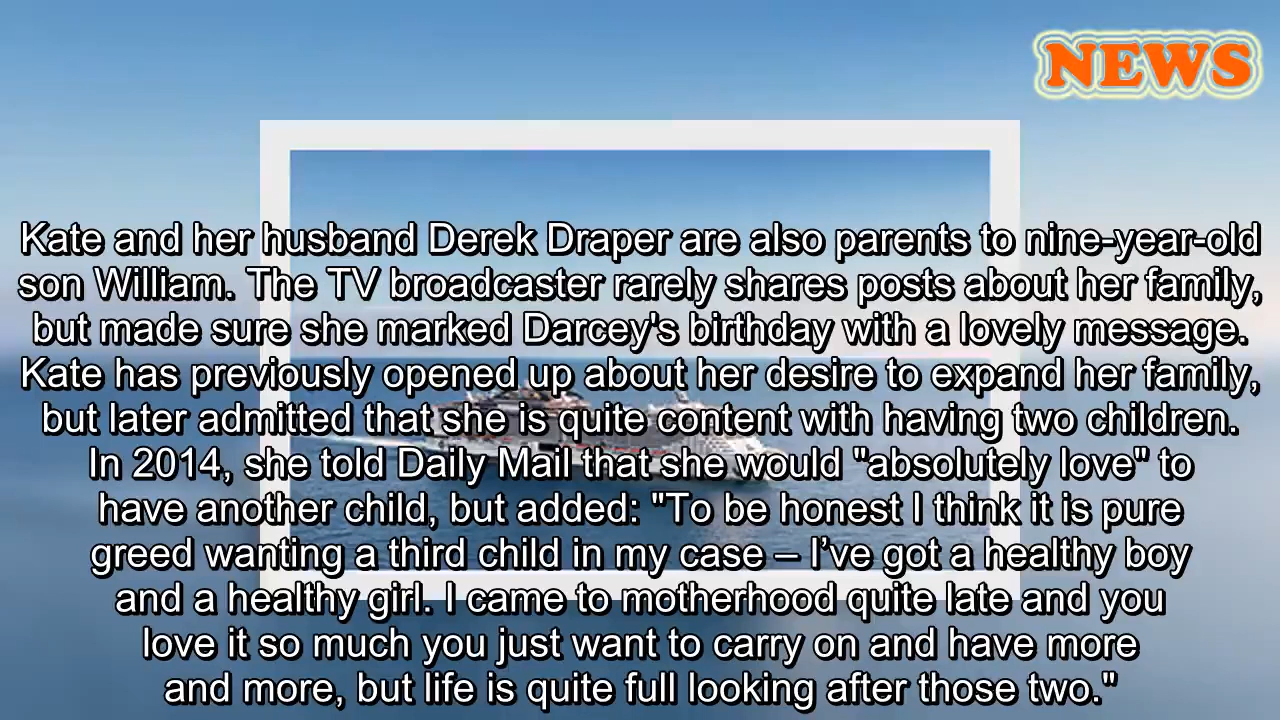 NEWS
Kate and her husband Derek Draper are also parents to nine-year-old
son William. The TV broadcaster rarely shares posts about her family,
but made sure she marked Darcey's birthday with a lovely message.
Kate has previously opened up about her desire to expand her family,
but later admitted that she is quite content with having two children.
In 2014, she told Daily Mail that she would "absolutely love" to
have another child, but added: "To be honest I think it is pure
greed wanting a third child in my case – I’ve got a healthy boy
and a healthy girl. I came to motherhood quite late and you
love it so much you just want to carry on and have more
and more, but life is quite full looking after those two."